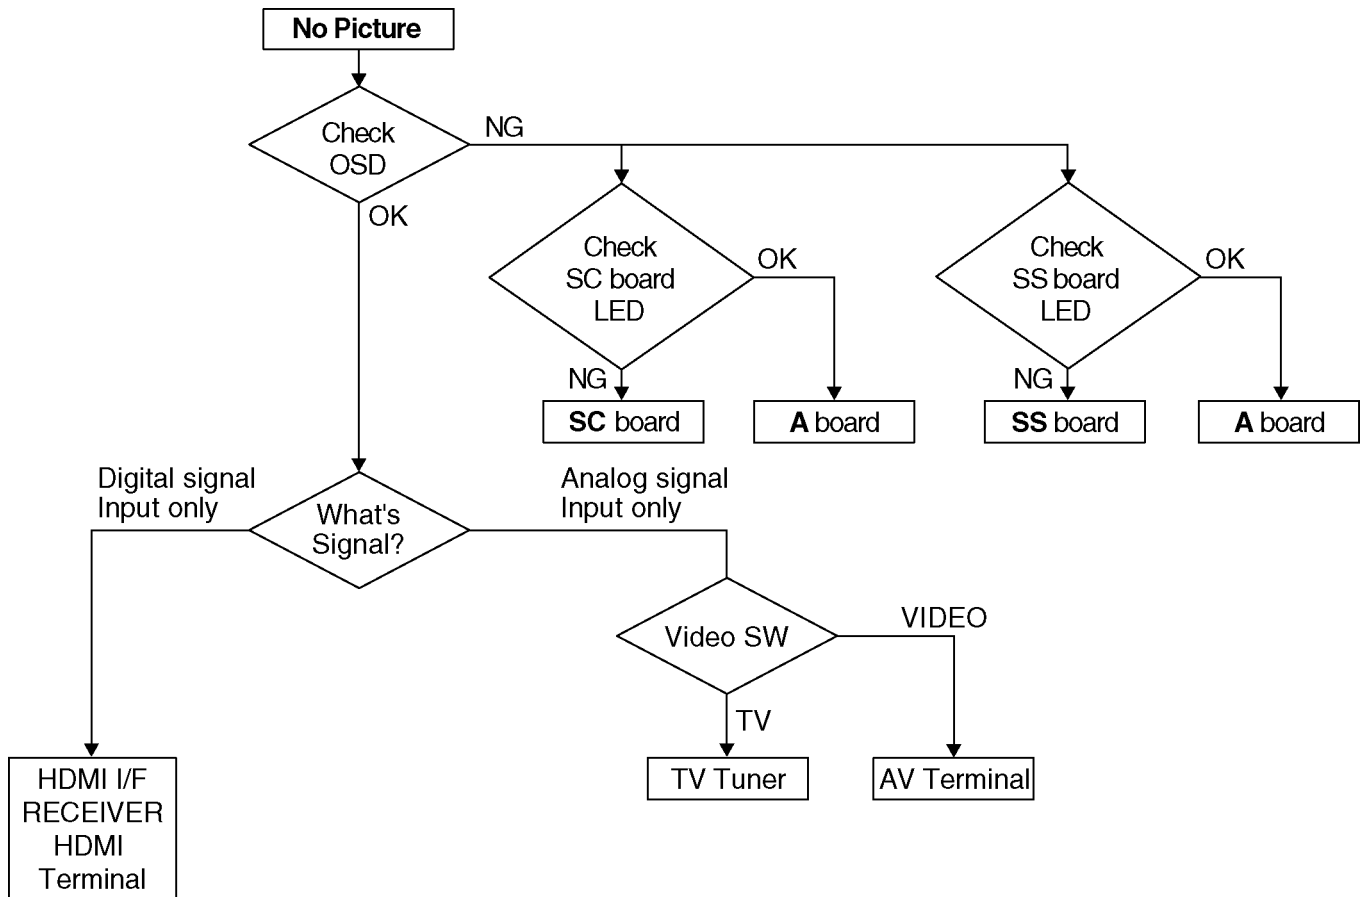 No Picture
Check
OSD
NG
OK
Check
SC board
LED
OK
NG
SC board
A board
Check
SS board
LED
OK
NG
SS board
A board
Digital signal
Input only
What's
Signal?
Analog signal
Input only
Video SW
VIDEO
TV
HDMI I/F
RECEIVER
HDMI
Terminal
TV Tuner
AV Terminal